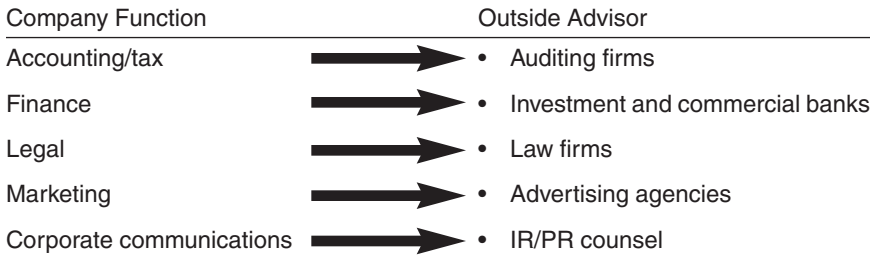 Company Function Outside Advisor
Accounting/tax • Auditing firms
Finance • Investment and commercial banks
Legal • Law firms
Marketing • Advertising agencies
Corporate communications • IR/PR counsel